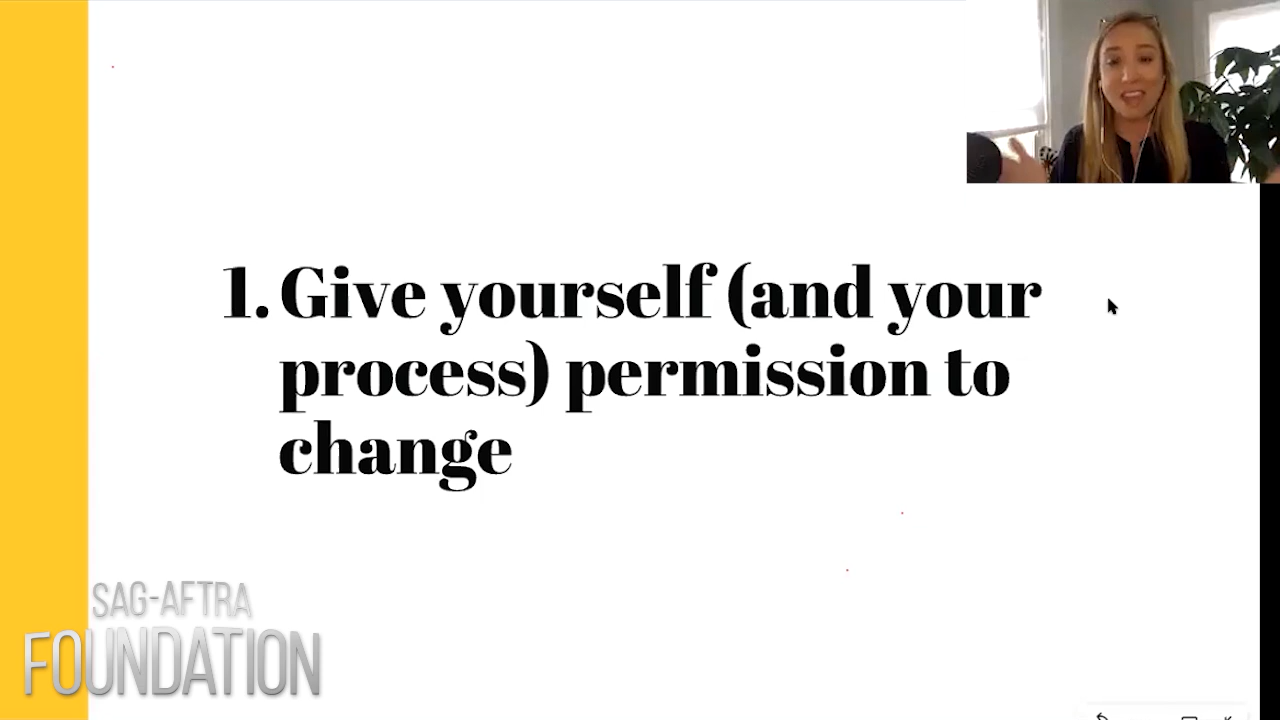 1. Give yourself (and your
process) permission to
change
SAG-AFTRA
FOUNDATION